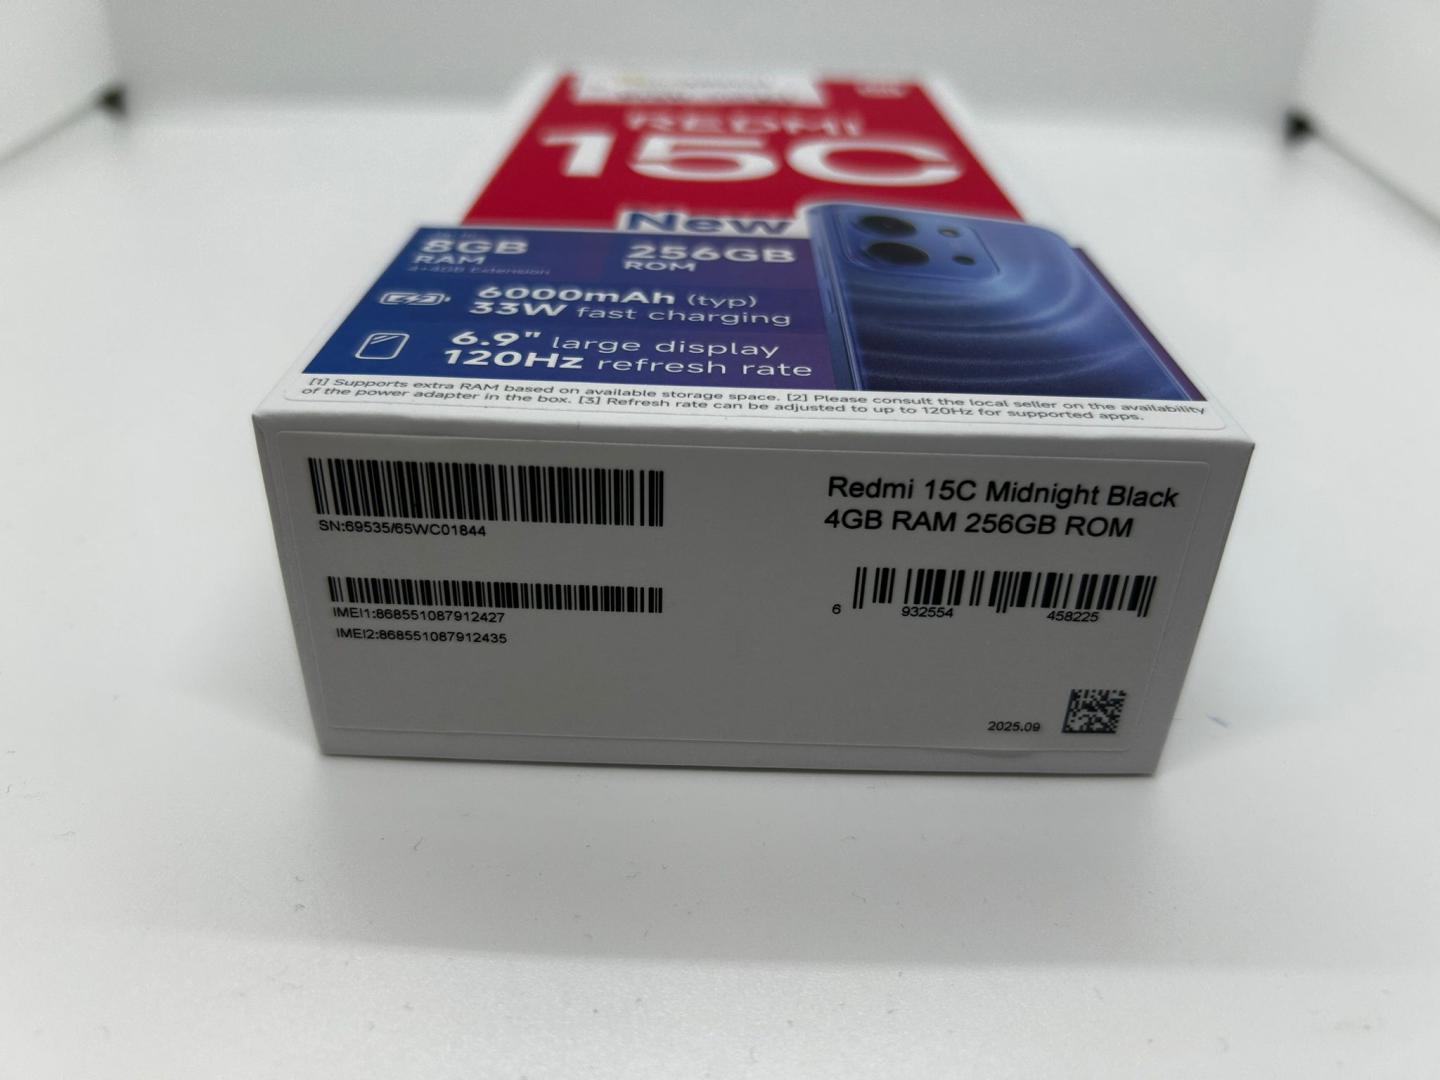 REDMI
15C
New
8GB
RAM
4+4GB Extension
256GB
ROM
6000mAh (typ)
33W fast charging
6.9" large display
120Hz refresh rate
[1] Supports extra RAM based on available storage space. [2] Please consult the local seller on the availability
of the power adapter in the box. [3] Refresh rate can be adjusted to up to 120Hz for supported apps.
SN:69535/65WC01844
IMEI1:868551087912427
IMEI2:868551087912435
Redmi 15C Midnight Black
4GB RAM 256GB ROM
6 932554 458225
2025.09